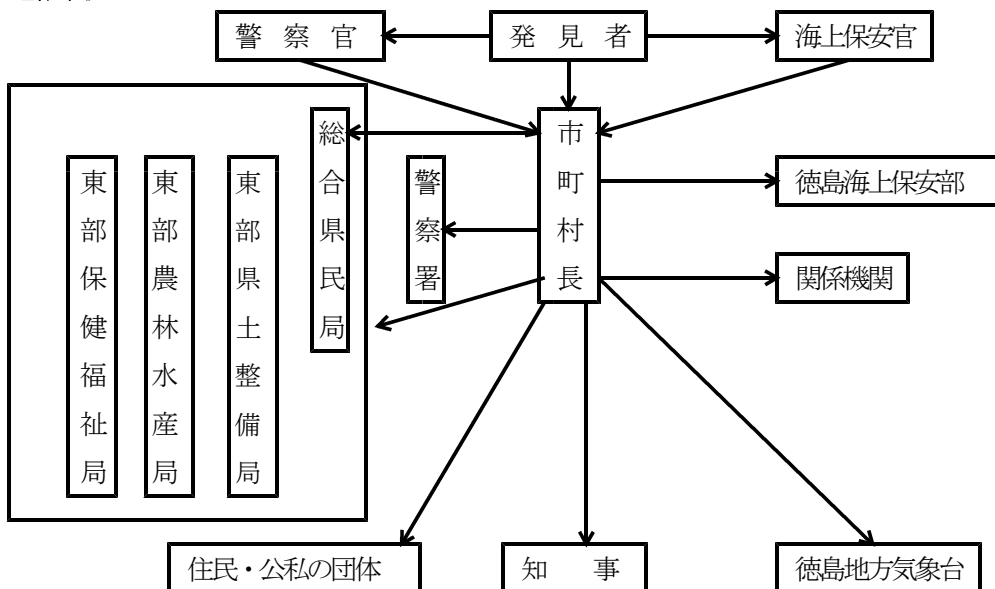 警察官
発見者
海上保安官
市町村長
総合県民局
警察署
東部保健福祉局
東部農林水産局
東部県土整備局
徳島海上保安部
関係機関
住民・公私の団体
知事
徳島地方気象台